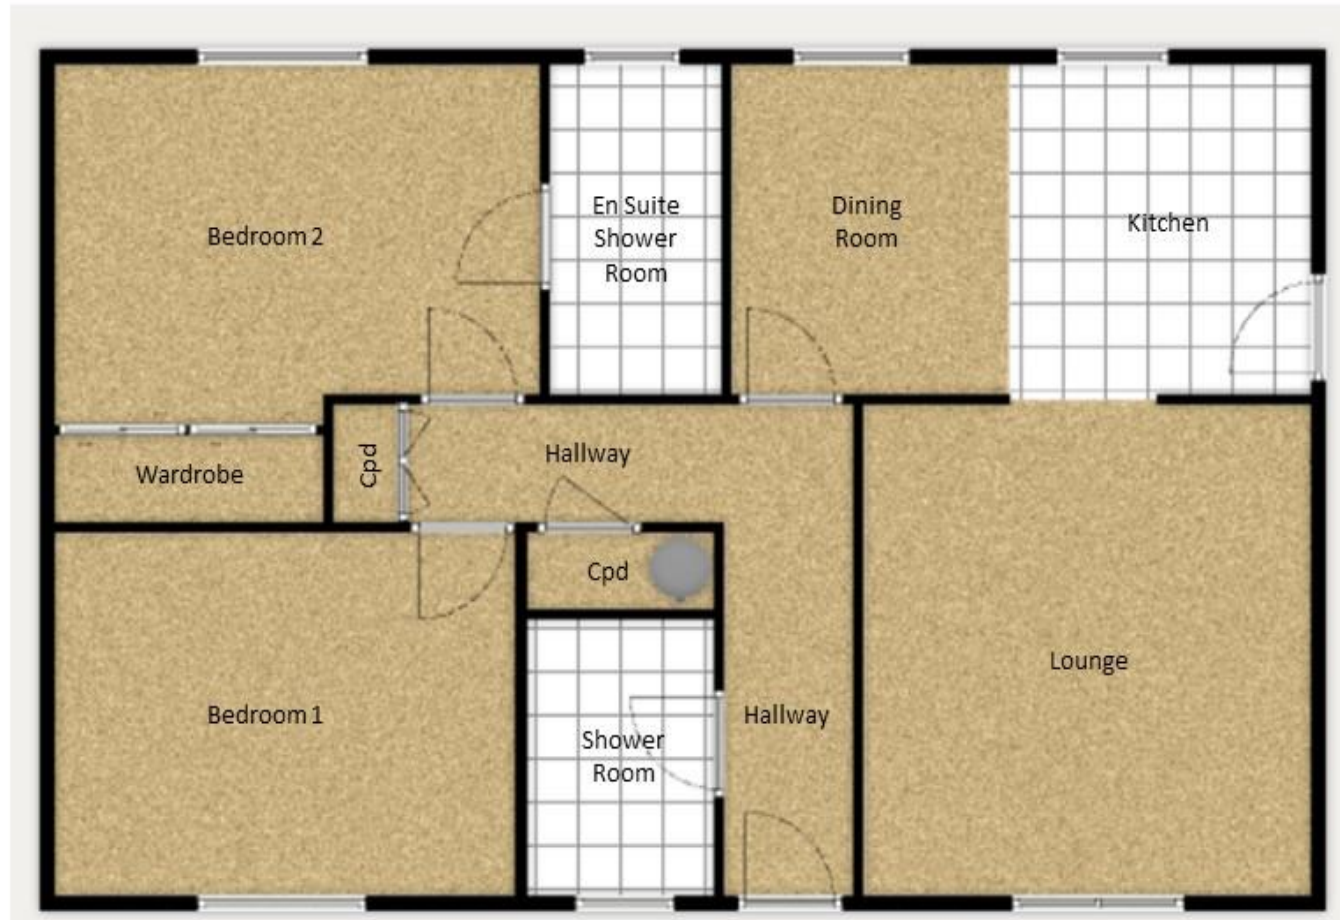 En Suite
Shower
Room
Dining
Room
Kitchen
Bedroom 2
Cpd
Hallway
Wardrobe
Cpd
Lounge
Bedroom 1
Hallway
Shower
Room